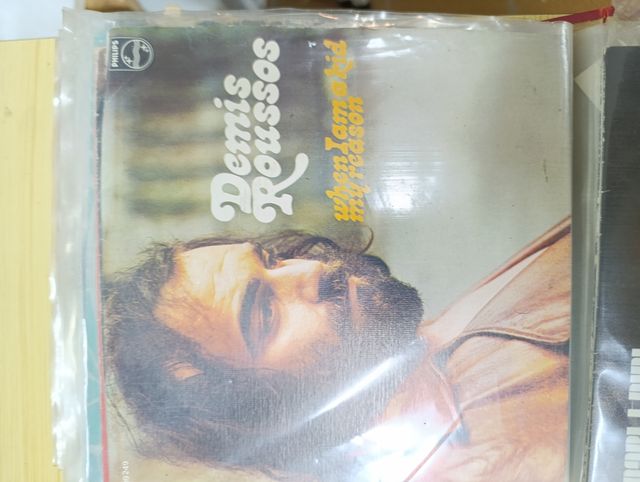 PHILIPS
Demis
Roussos
when I am a kid
my reason